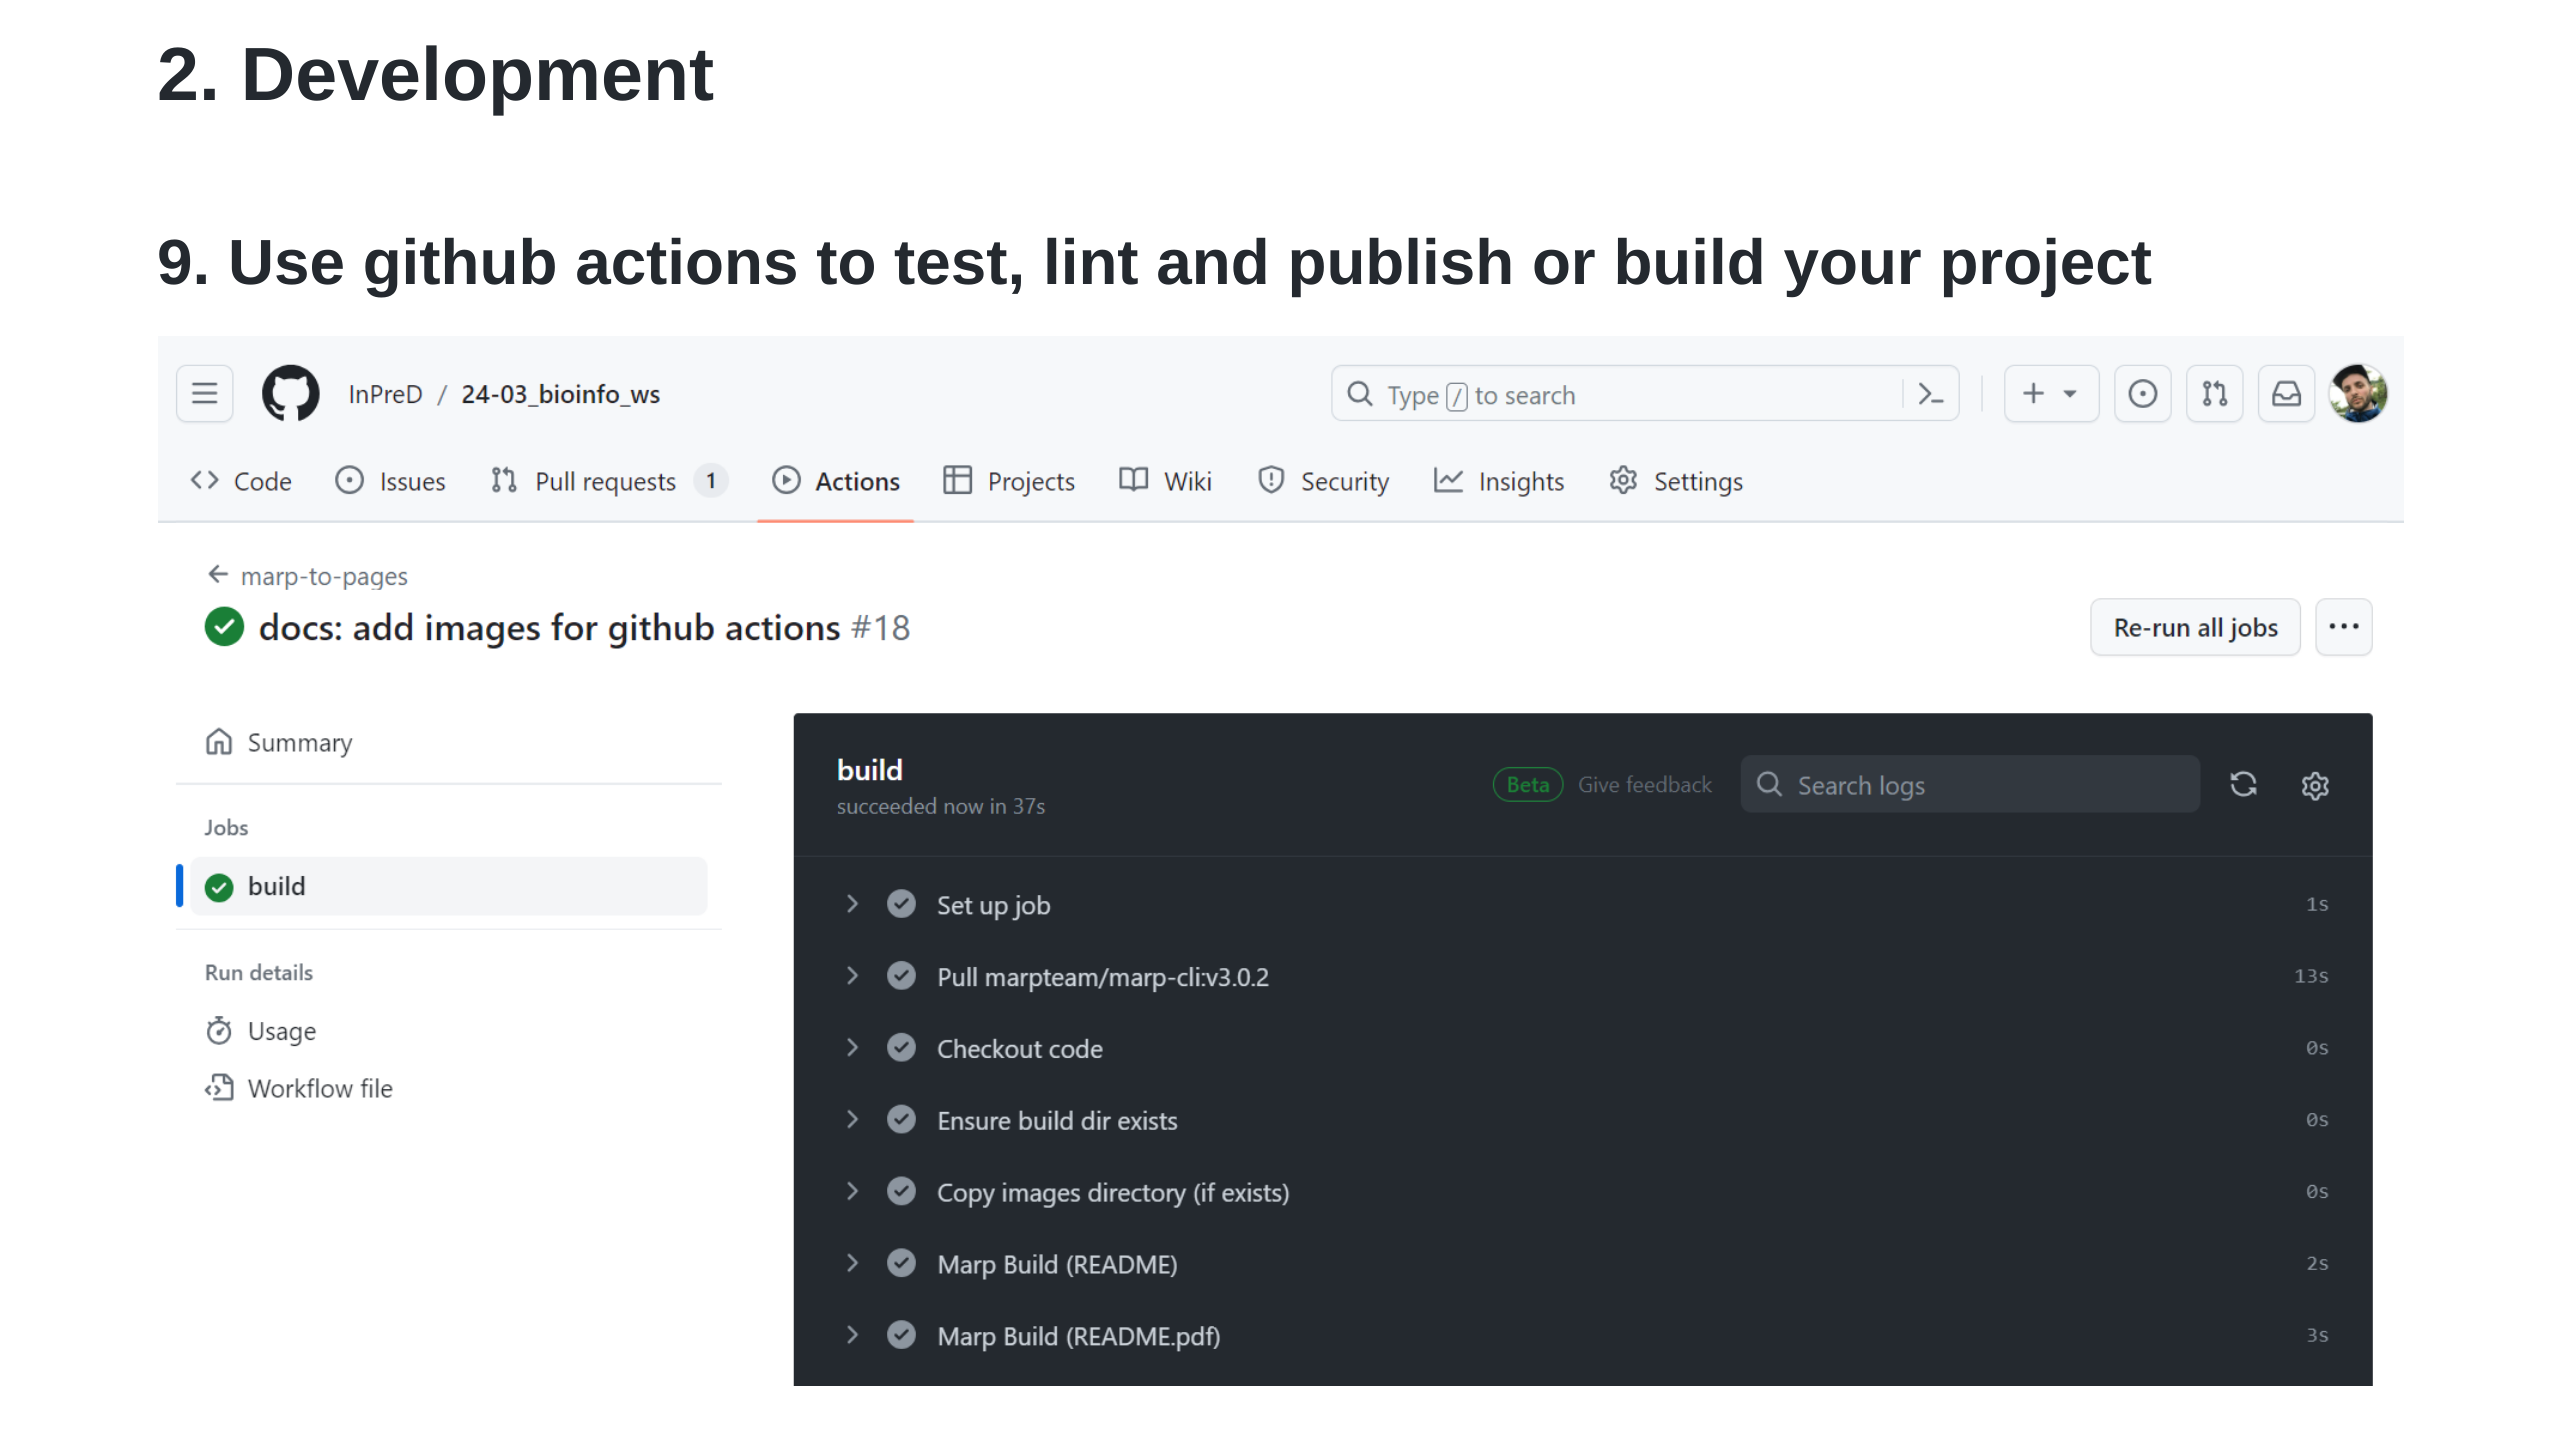 2. Development
9. Use github actions to test, lint and publish or build your project
InPreD / 24-03_bioinfo_ws
Type / to search
Code Issues Pull requests 1 Actions Projects Wiki Security Insights Settings
marp-to-pages
docs: add images for github actions #18
Re-run all jobs
Summary
Jobs
build
Run details
Usage
Workflow file
build
succeeded now in 37s
Beta Give feedback
Search logs
Set up job 1s
Pull marpteam/marp-cli:v3.0.2 13s
Checkout code 0s
Ensure build dir exists 0s
Copy images directory (if exists) 0s
Marp Build (README) 2s
Marp Build (README.pdf) 3s